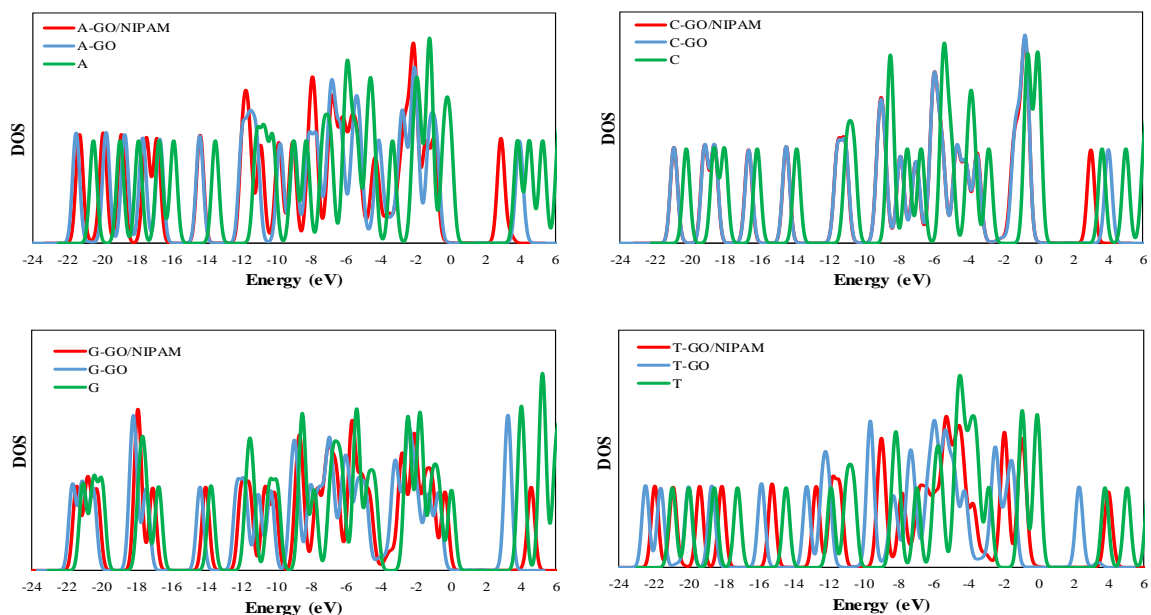 A-GO/NIPAM
A-GO
A
DOS
-24 -22 -20 -18 -16 -14 -12 -10 -8 -6 -4 -2 0 2 4 6
Energy (eV)
C-GO/NIPAM
C-GO
C
DOS
-24 -22 -20 -18 -16 -14 -12 -10 -8 -6 -4 -2 0 2 4 6
Energy (eV)
G-GO/NIPAM
G-GO
G
DOS
-24 -22 -20 -18 -16 -14 -12 -10 -8 -6 -4 -2 0 2 4 6
Energy (eV)
T-GO/NIPAM
T-GO
T
DOS
-24 -22 -20 -18 -16 -14 -12 -10 -8 -6 -4 -2 0 2 4 6
Energy (eV)